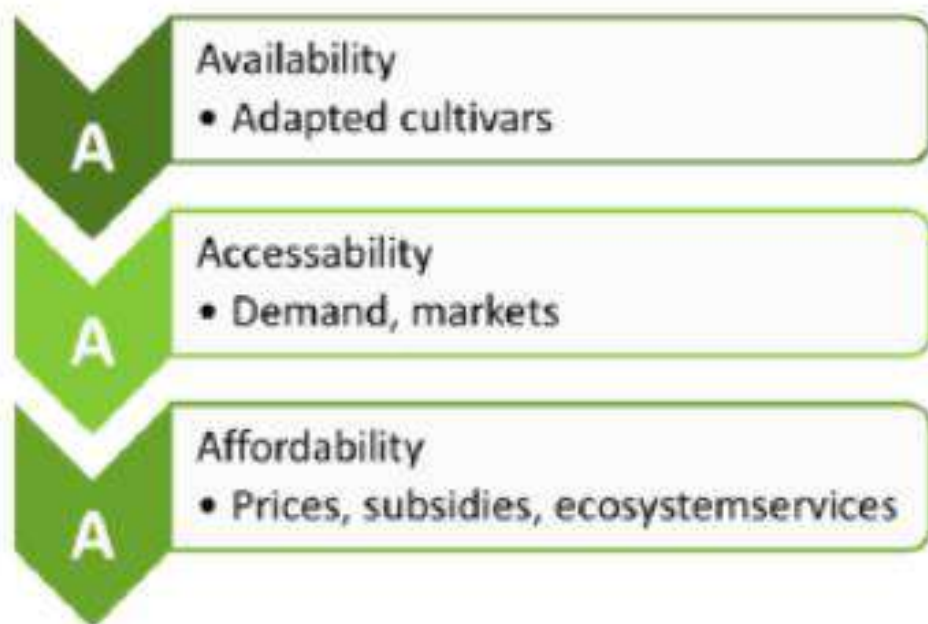 A
Availability
• Adapted cultivars
A
Accessability
• Demand, markets
A
Affordability
• Prices, subsidies, ecosystemservices